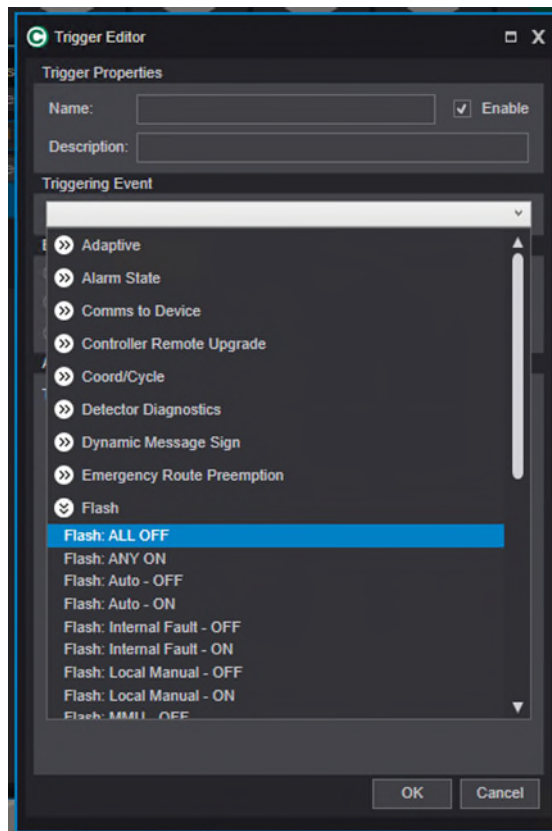 Trigger Editor
Trigger Properties
Name:
Enable
Description:
Triggering Event
Adaptive
Alarm State
Comms to Device
Controller Remote Upgrade
Coord/Cycle
Detector Diagnostics
Dynamic Message Sign
Emergency Route Preemption
Flash
Flash: ALL OFF
Flash: ANY ON
Flash: Auto - OFF
Flash: Auto - ON
Flash: Internal Fault - OFF
Flash: Internal Fault - ON
Flash: Local Manual - OFF
Flash: Local Manual - ON
Flash: MMU - OFF
OK Cancel